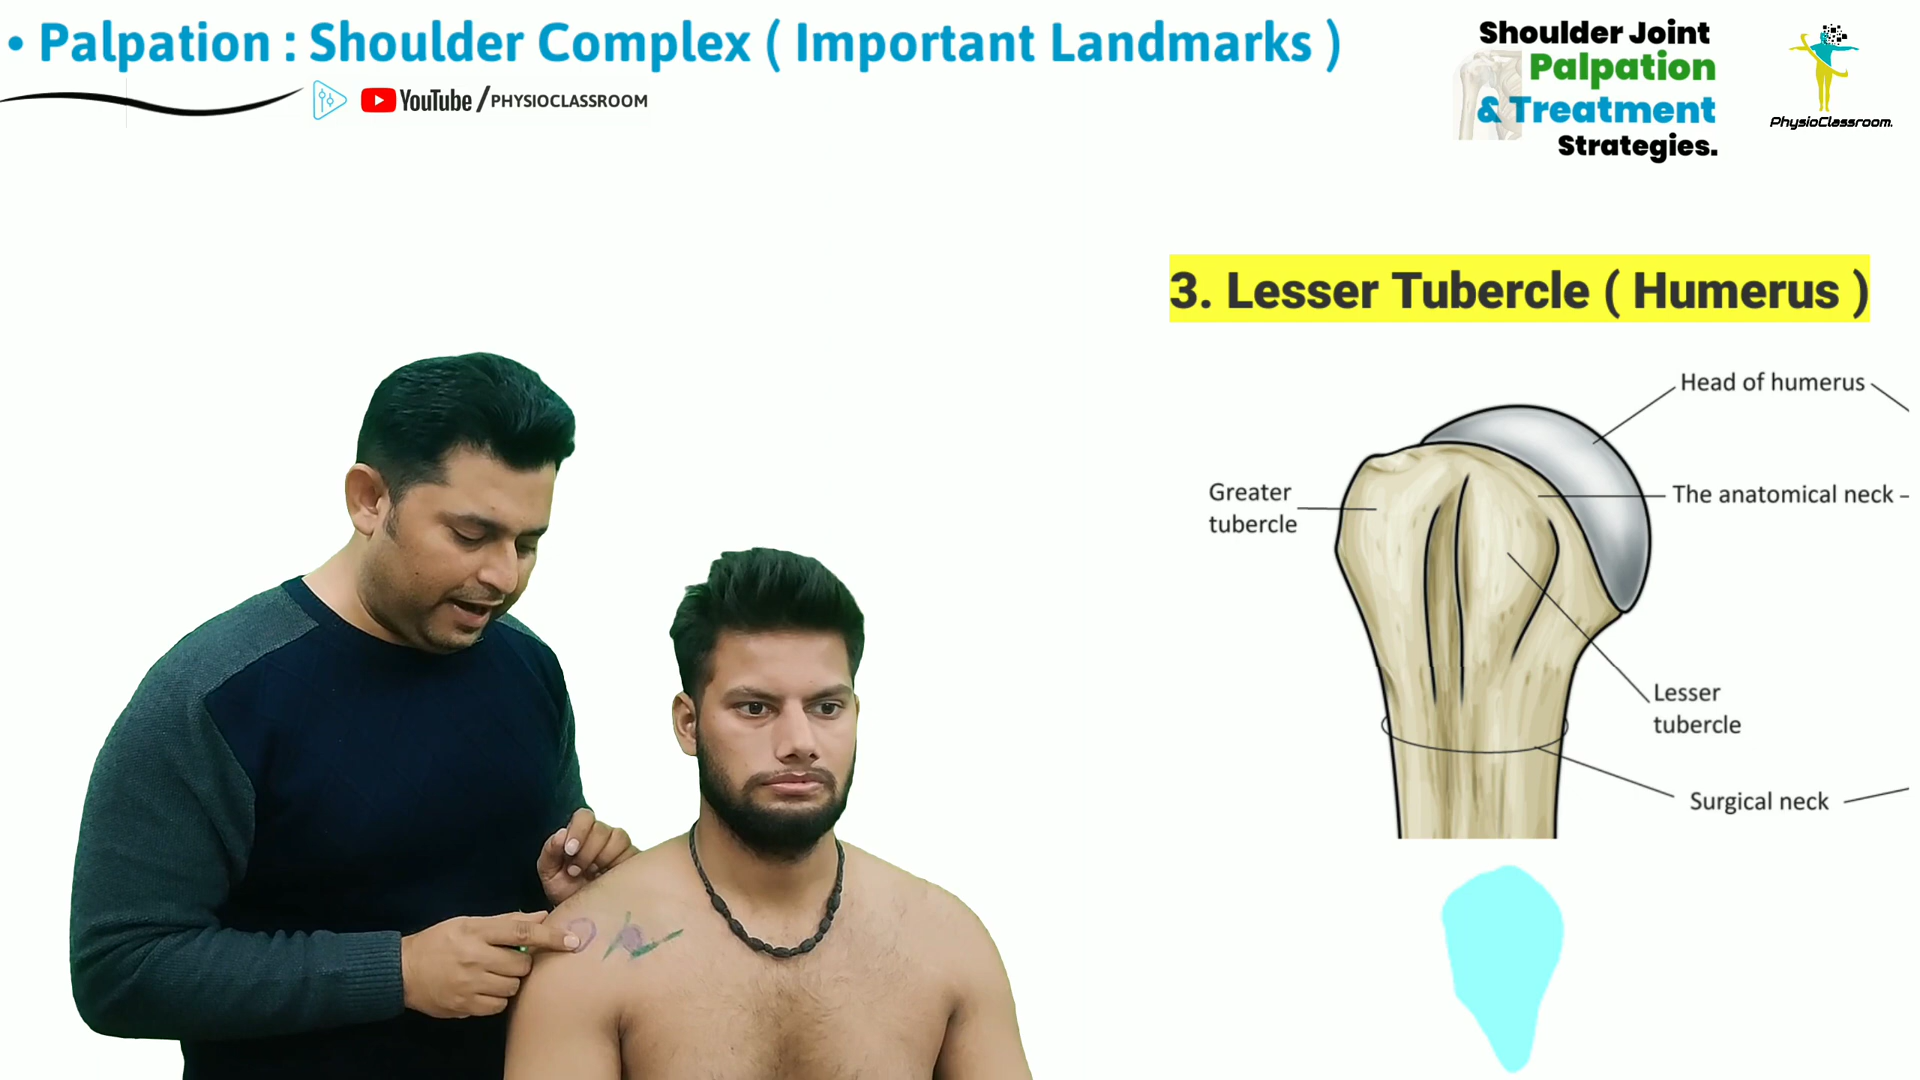 • Palpation : Shoulder Complex ( Important Landmarks )
YouTube /PHYSIOCLASSROOM
Shoulder Joint
Palpation
& Treatment
Strategies.
PhysioClassroom.
3. Lesser Tubercle ( Humerus )
Head of humerus
Greater
tubercle
The anatomical neck
Lesser
tubercle
Surgical neck